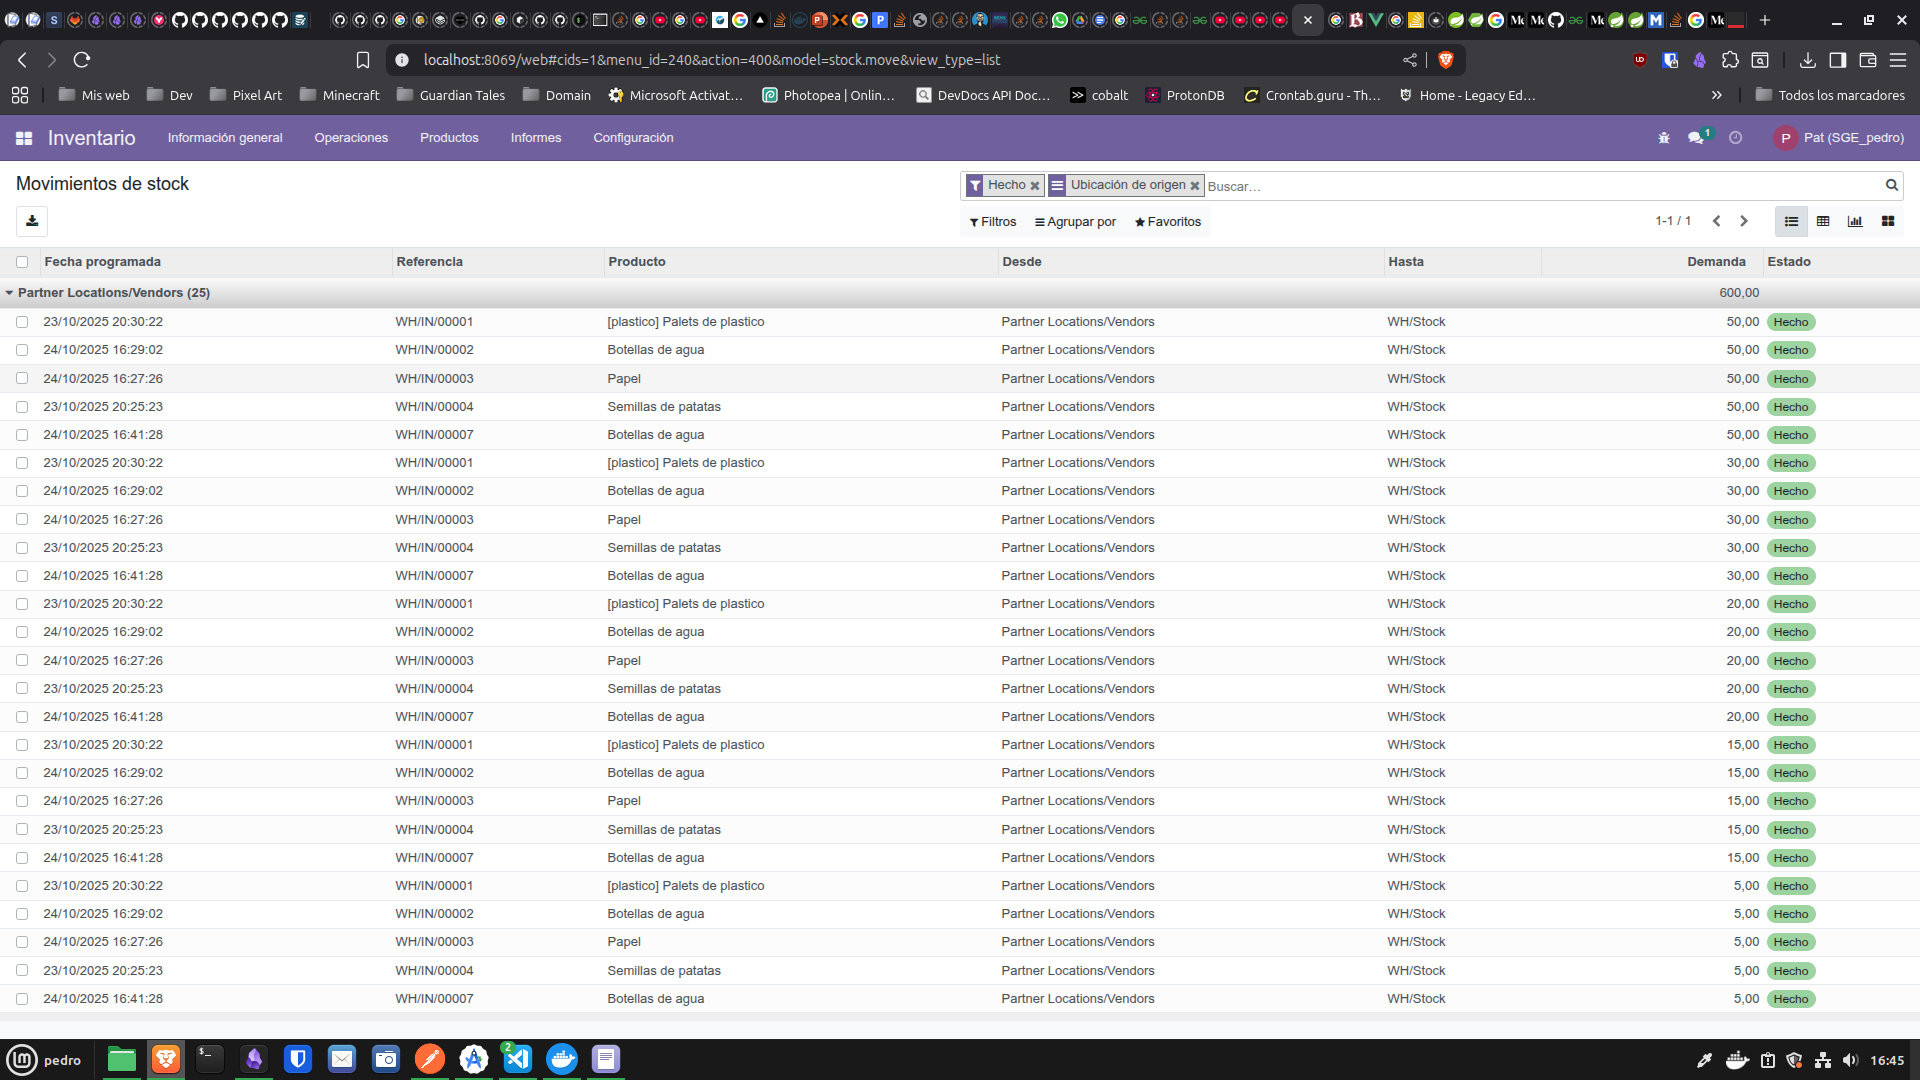 localhost:8069/web#cids=1&menu_id=240&action=400&model=stock.move&view_type=list
Mis web Dev Pixel Art Minecraft Guardian Tales Domain Microsoft Activat... Photopea | Onlin... DevDocs API Doc... cobalt ProtonDB Crontab.guru - Th... Home - Legacy Ed... » Todos los marcadores
Inventario Información general Operaciones Productos Informes Configuración 1 P Pat (SGE_pedro)
Movimientos de stock
Hecho Ubicación de origen Buscar...
Filtros Agrupar por Favoritos 1-1 / 1
Fecha programada Referencia Producto Desde Hasta Demanda Estado
Partner Locations/Vendors (25) 600,00
23/10/2025 20:30:22 WH/IN/00001 [plastico] Palets de plastico Partner Locations/Vendors WH/Stock 50,00 Hecho
24/10/2025 16:29:02 WH/IN/00002 Botellas de agua Partner Locations/Vendors WH/Stock 50,00 Hecho
24/10/2025 16:27:26 WH/IN/00003 Papel Partner Locations/Vendors WH/Stock 50,00 Hecho
23/10/2025 20:25:23 WH/IN/00004 Semillas de patatas Partner Locations/Vendors WH/Stock 50,00 Hecho
24/10/2025 16:41:28 WH/IN/00007 Botellas de agua Partner Locations/Vendors WH/Stock 50,00 Hecho
23/10/2025 20:30:22 WH/IN/00001 [plastico] Palets de plastico Partner Locations/Vendors WH/Stock 30,00 Hecho
24/10/2025 16:29:02 WH/IN/00002 Botellas de agua Partner Locations/Vendors WH/Stock 30,00 Hecho
24/10/2025 16:27:26 WH/IN/00003 Papel Partner Locations/Vendors WH/Stock 30,00 Hecho
23/10/2025 20:25:23 WH/IN/00004 Semillas de patatas Partner Locations/Vendors WH/Stock 30,00 Hecho
24/10/2025 16:41:28 WH/IN/00007 Botellas de agua Partner Locations/Vendors WH/Stock 30,00 Hecho
23/10/2025 20:30:22 WH/IN/00001 [plastico] Palets de plastico Partner Locations/Vendors WH/Stock 20,00 Hecho
24/10/2025 16:29:02 WH/IN/00002 Botellas de agua Partner Locations/Vendors WH/Stock 20,00 Hecho
24/10/2025 16:27:26 WH/IN/00003 Papel Partner Locations/Vendors WH/Stock 20,00 Hecho
23/10/2025 20:25:23 WH/IN/00004 Semillas de patatas Partner Locations/Vendors WH/Stock 20,00 Hecho
24/10/2025 16:41:28 WH/IN/00007 Botellas de agua Partner Locations/Vendors WH/Stock 20,00 Hecho
23/10/2025 20:30:22 WH/IN/00001 [plastico] Palets de plastico Partner Locations/Vendors WH/Stock 15,00 Hecho
24/10/2025 16:29:02 WH/IN/00002 Botellas de agua Partner Locations/Vendors WH/Stock 15,00 Hecho
24/10/2025 16:27:26 WH/IN/00003 Papel Partner Locations/Vendors WH/Stock 15,00 Hecho
23/10/2025 20:25:23 WH/IN/00004 Semillas de patatas Partner Locations/Vendors WH/Stock 15,00 Hecho
24/10/2025 16:41:28 WH/IN/00007 Botellas de agua Partner Locations/Vendors WH/Stock 15,00 Hecho
23/10/2025 20:30:22 WH/IN/00001 [plastico] Palets de plastico Partner Locations/Vendors WH/Stock 5,00 Hecho
24/10/2025 16:29:02 WH/IN/00002 Botellas de agua Partner Locations/Vendors WH/Stock 5,00 Hecho
24/10/2025 16:27:26 WH/IN/00003 Papel Partner Locations/Vendors WH/Stock 5,00 Hecho
23/10/2025 20:25:23 WH/IN/00004 Semillas de patatas Partner Locations/Vendors WH/Stock 5,00 Hecho
24/10/2025 16:41:28 WH/IN/00007 Botellas de agua Partner Locations/Vendors WH/Stock 5,00 Hecho
pedro 2 16:45